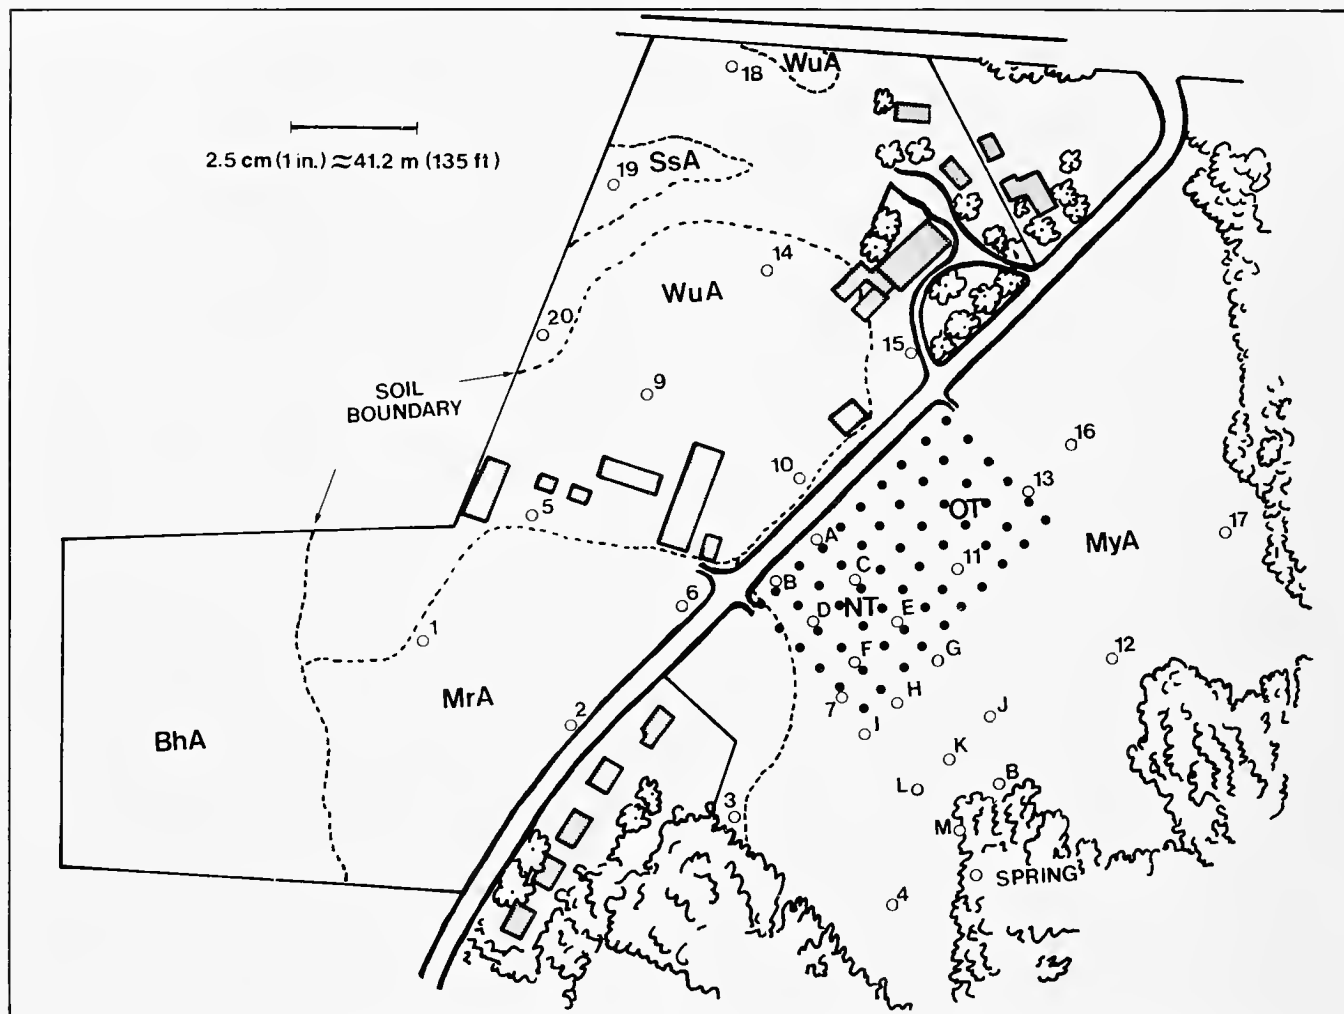 18
WuA
2.5 cm (1 in.) ≈ 41.2 m (135 ft)
19
SsA
14
WuA
20
15
SOIL
BOUNDARY
9
16
10
13
5
OT
17
A
MyA
11
C
B
6
NT
D
E
1
F
G
12
MrA
7
H
2
J
I
BhA
K
B
L
3
M
SPRING
4